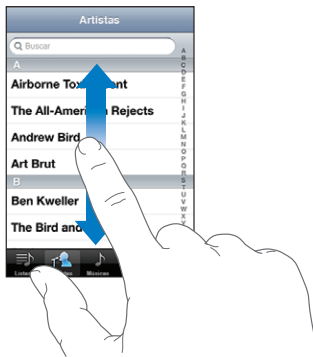 Artistas
Buscar
A
Airborne Tox ent
The All-American Rejects
Andrew Bird
Art Brut
B
Ben Kweller
The Bird and
Músicas
A
B
C
D
E
F
G
H
I
J
K
L
M
N
O
P
Q
R
S
T
U
V
W
X